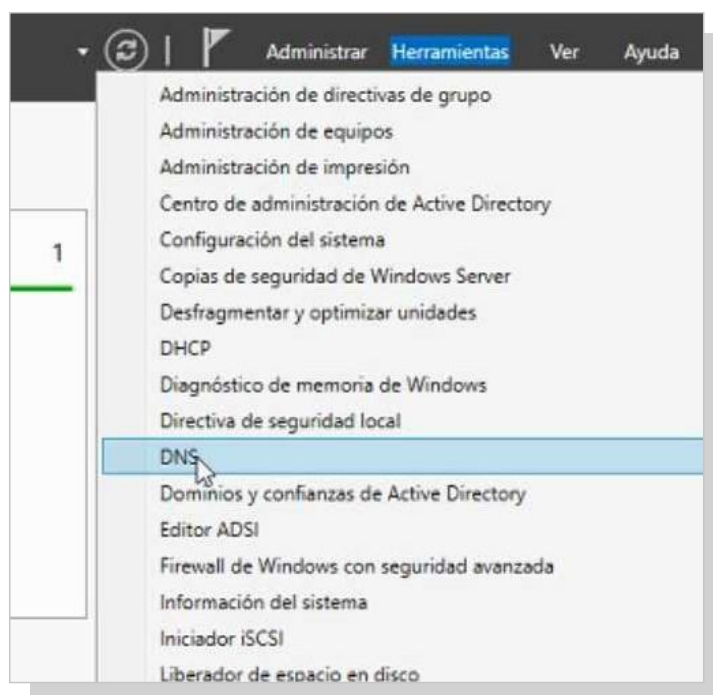 Administrar Herramientas Ver Ayuda
Administración de directivas de grupo
Administración de equipos
Administración de impresión
Centro de administración de Active Directory
1
Configuración del sistema
Copias de seguridad de Windows Server
Desfragmentar y optimizar unidades
DHCP
Diagnóstico de memoria de Windows
Directiva de seguridad local
DNS
Dominios y confianzas de Active Directory
Editor ADSI
Firewall de Windows con seguridad avanzada
Información del sistema
Iniciador iSCSI
Liberador de espacio en disco